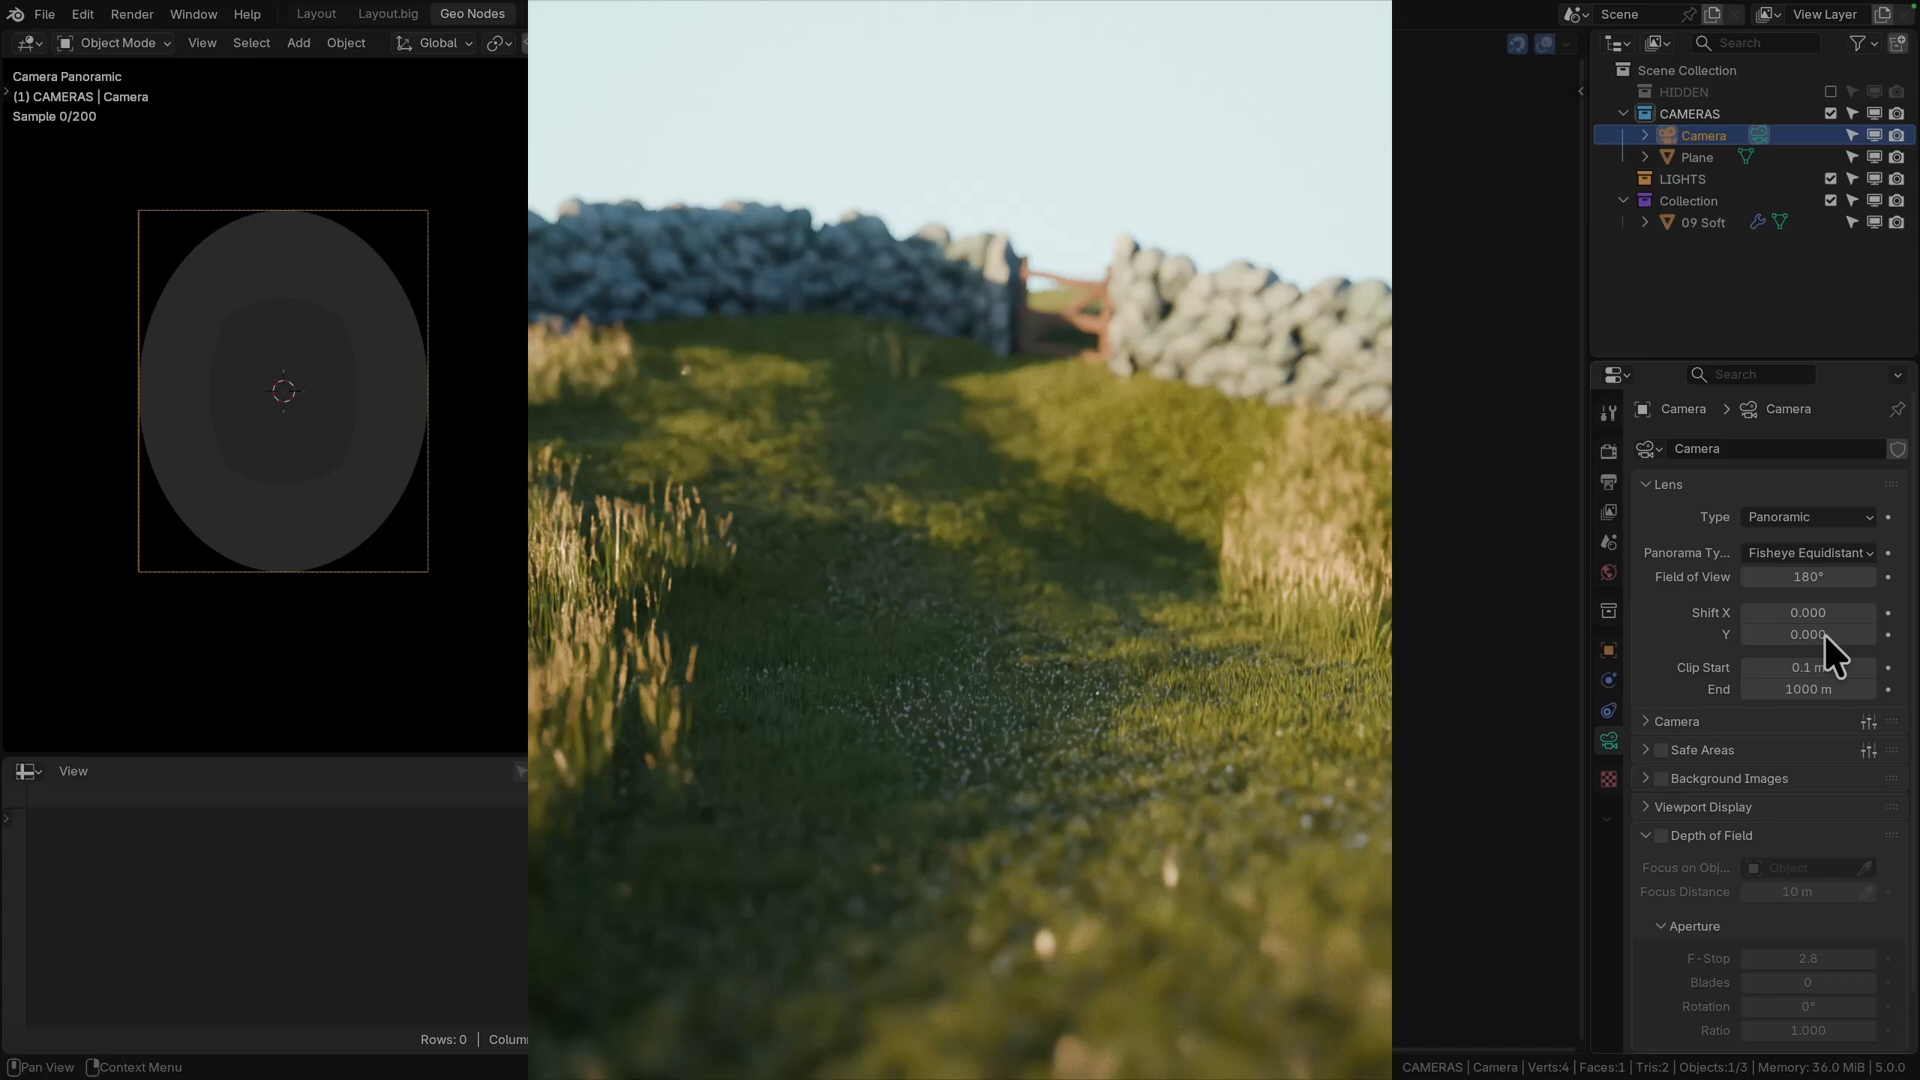 File Edit Render Window Help Layout Layout.big Geo Nodes Scene View Layer
Object Mode View Select Add Object Global
Camera Panoramic
(1) CAMERAS | Camera
Sample 0/200
View
Rows: 0 | Colum
Search
Scene Collection
HIDDEN
CAMERAS
Camera
Plane
LIGHTS
Collection
09 Soft
Search
Camera > Camera
Camera
Lens
Type Panoramic
Panorama Ty... Fisheye Equidistant
Field of View 180°
Shift X 0.000
Y 0.000
Clip Start 0.1 m
End 1000 m
Camera
Safe Areas
Background Images
Viewport Display
Depth of Field
Focus on Obj... Object
Focus Distance 10 m
Aperture
F-Stop 2.8
Blades 0
Rotation 0°
Ratio 1.000
Pan View Context Menu
CAMERAS | Camera | Verts:4 | Faces:1 | Tris:2 | Objects:1/3 | Memory: 36.0 MiB | 5.0.0